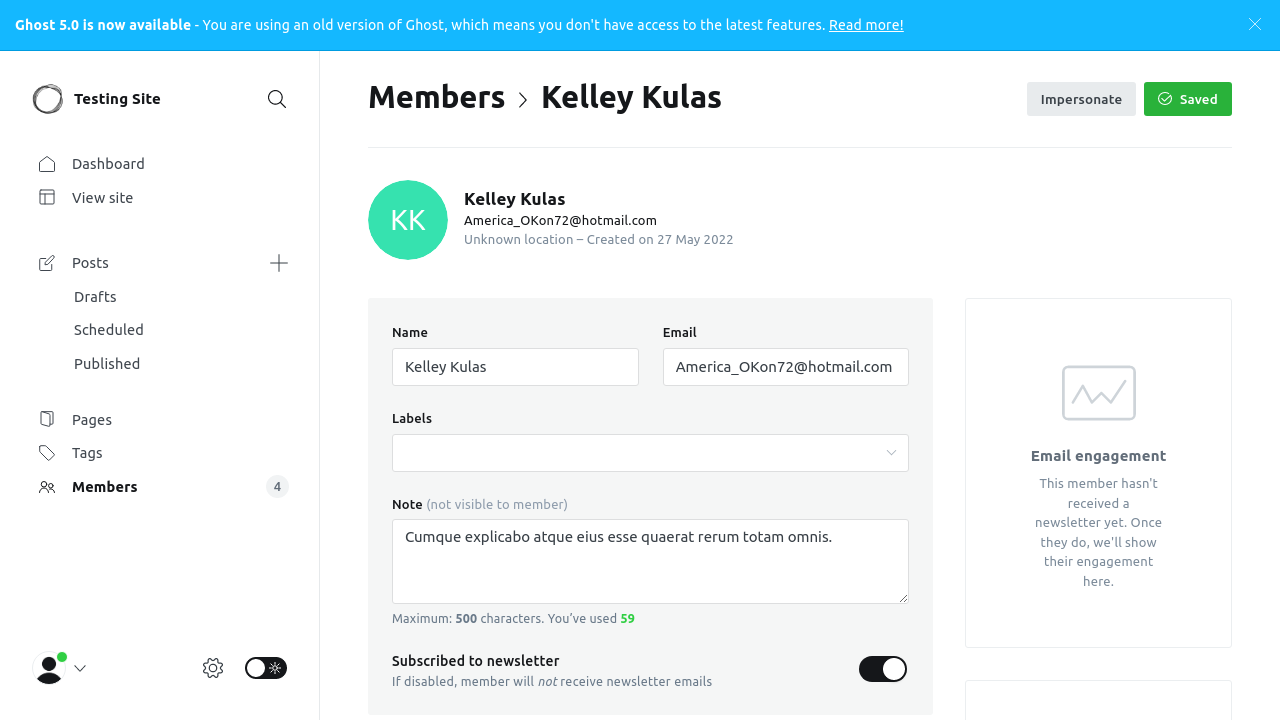 Ghost 5.0 is now available - You are using an old version of Ghost, which means you don't have access to the latest features. Read more!
Testing Site
Dashboard
View site
Posts
Drafts
Scheduled
Published
Pages
Tags
Members
4
Members
Kelley Kulas
Impersonate
Saved
KK
Kelley Kulas
America_OKon72@hotmail.com
Unknown location – Created on 27 May 2022
Name
Kelley Kulas
Email
America_OKon72@hotmail.com
Labels
Note (not visible to member)
Cumque explicabo atque eius esse quaerat rerum totam omnis.
Maximum: 500 characters. You’ve used 59
Subscribed to newsletter
If disabled, member will not receive newsletter emails
Email engagement
This member hasn't
received a
newsletter yet. Once
they do, we'll show
their engagement
here.